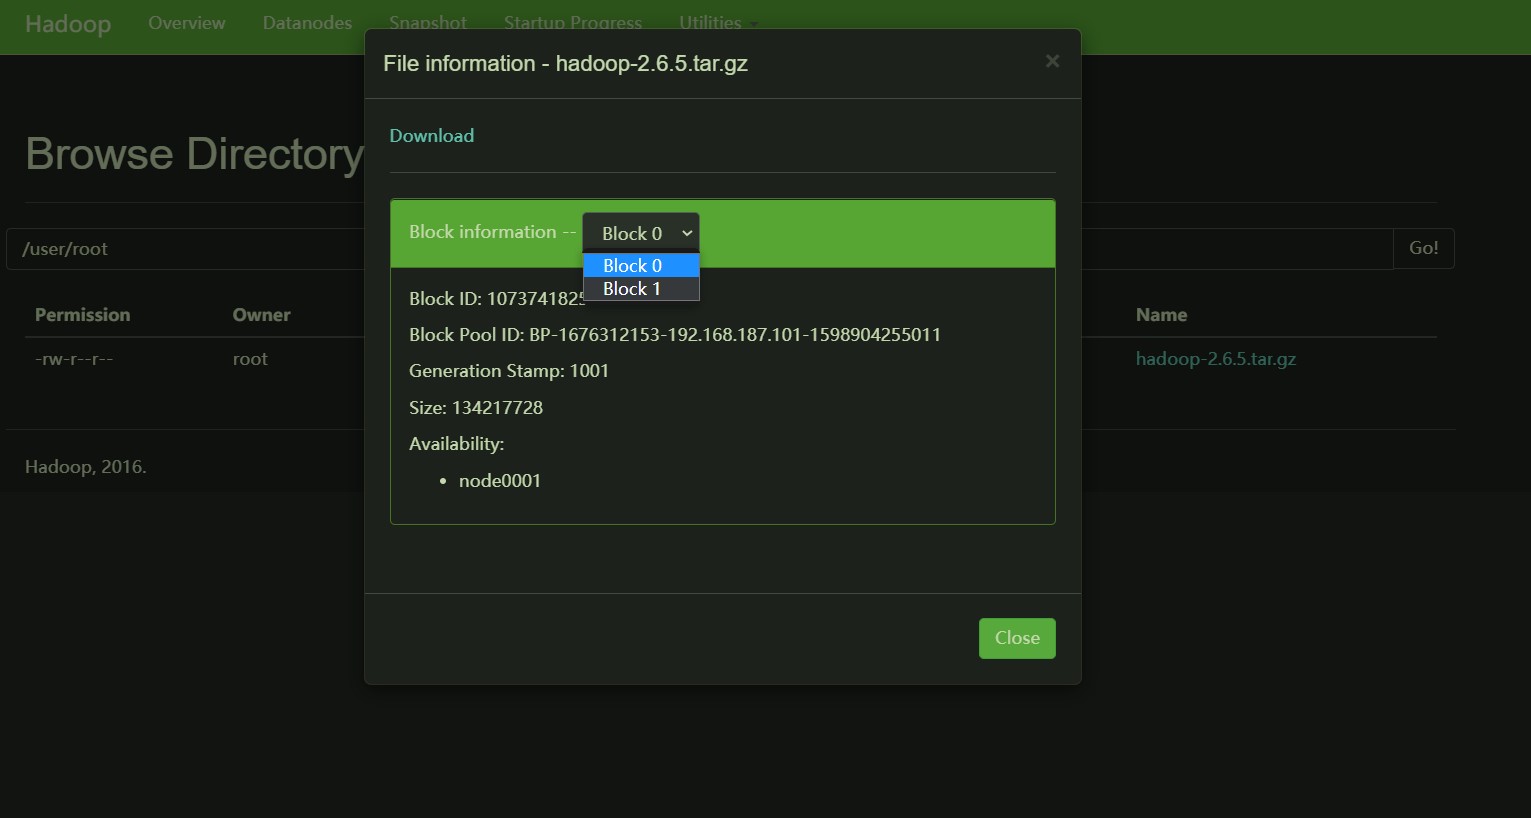 Hadoop Overview Datanodes Snapshot Startup Progress Utilities
File information - hadoop-2.6.5.tar.gz ×
Download
Browse Directory
Block information -- Block 0
Block 0
Block 1
/user/root Go!
Block ID: 1073741825
Permission Owner Name
Block Pool ID: BP-1676312153-192.168.187.101-1598904255011
-rw-r--r-- root hadoop-2.6.5.tar.gz
Generation Stamp: 1001
Size: 134217728
Availability:
Hadoop, 2016.
• node0001
Close